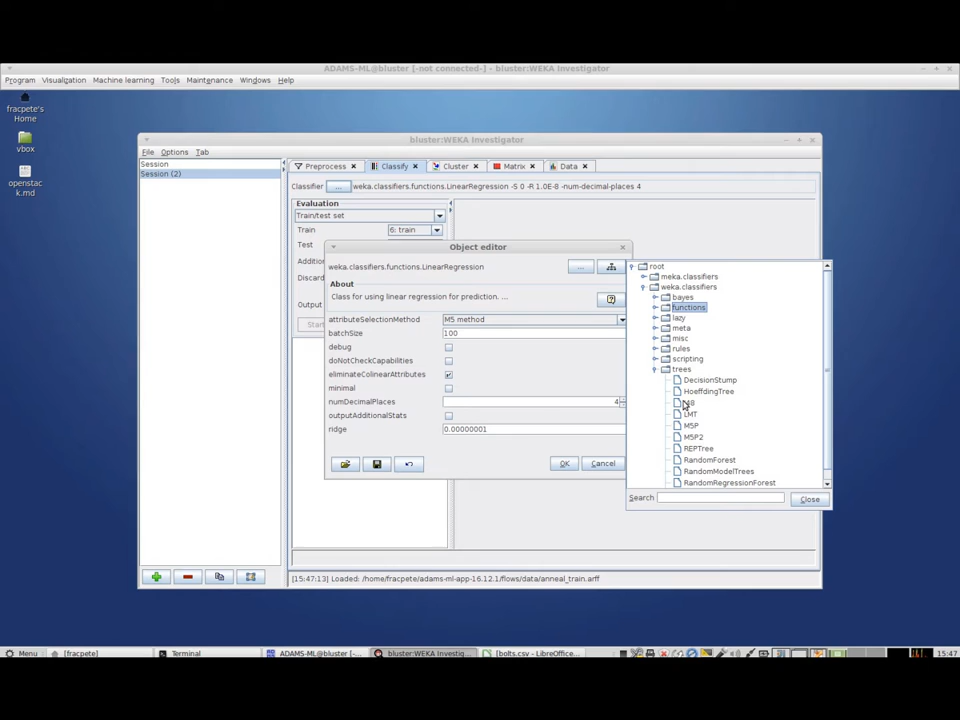 ADAMS-ML@bluster [-not connected-] - bluster:WEKA Investigator
Program Visualization Machine learning Tools Maintenance Windows Help
fracpete's
Home
vbox
openstack.md
bluster:WEKA Investigator
File Options Tab
Session
Session (2)
Preprocess Classify Cluster Matrix Data
Classifier ... weka.classifiers.functions.LinearRegression -S 0 -R 1.0E-8 -num-decimal-places 4
Evaluation
Train/test set
Train 6: train
Test
Discard
Output
Object editor
weka.classifiers.functions.LinearRegression ...
About
Class for using linear regression for prediction. ...
attributeSelectionMethod M5 method
batchSize 100
debug
doNotCheckCapabilities
eliminateColinearAttributes
minimal
numDecimalPlaces 4
outputAdditionalStats
ridge 0.00000001
OK Cancel
root
meka.classifiers
weka.classifiers
bayes
functions
lazy
meta
misc
rules
scripting
trees
DecisionStump
HoeffdingTree
LMT
M5P
M5P2
REPTree
RandomForest
RandomModelTrees
RandomRegressionForest
Search Close
[15:47:13] Loaded: /home/fracpete/adams-ml-app-16.12.1/flows/data/anneal_train.arff
Menu [fracpete] Terminal ADAMS-ML@bluster [-... bluster:WEKA Investig... [bolts.csv - LibreOffice... 15:47